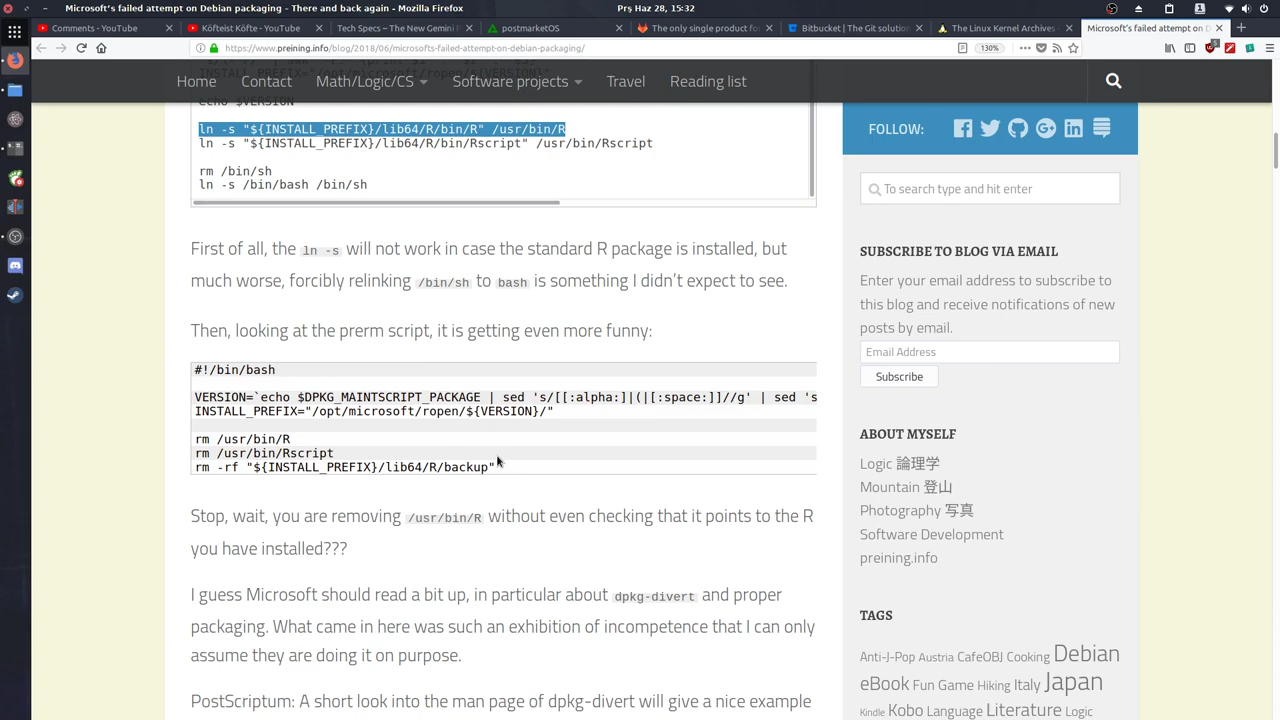 Microsoft's failed attempt on Debian packaging - There and back again - Mozilla Firefox
Prş Haz 28, 15:32
Comments - YouTube
Köfteist Köfte - YouTube
Tech Specs – The New Gemini
postmarketOS
The only single product fo
Bitbucket | The Git solution
The Linux Kernel Archives
Microsoft's failed attempt on D
https://www.preining.info/blog/2018/06/microsofts-failed-attempt-on-debian-packaging/
130%
Home
Contact
Math/Logic/CS
Software projects
Travel
Reading list
echo $VERSION
ln -s "${INSTALL_PREFIX}/lib64/R/bin/R" /usr/bin/R
ln -s "${INSTALL_PREFIX}/lib64/R/bin/Rscript" /usr/bin/Rscript
rm /bin/sh
ln -s /bin/bash /bin/sh
First of all, the ln -s will not work in case the standard R package is installed, but
much worse, forcibly relinking /bin/sh to bash is something I didn't expect to see.
Then, looking at the prerm script, it is getting even more funny:
#!/bin/bash
VERSION=`echo $DPKG_MAINTSCRIPT_PACKAGE | sed 's/[[:alpha:]|(|[:space:]]//g' | sed 's
INSTALL_PREFIX="/opt/microsoft/ropen/${VERSION}/"
rm /usr/bin/R
rm /usr/bin/Rscript
rm -rf "${INSTALL_PREFIX}/lib64/R/backup"
Stop, wait, you are removing /usr/bin/R without even checking that it points to the R
you have installed???
I guess Microsoft should read a bit up, in particular about dpkg-divert and proper
packaging. What came in here was such an exhibition of incompetence that I can only
assume they are doing it on purpose.
PostScriptum: A short look into the man page of dpkg-divert will give a nice example
FOLLOW:
To search type and hit enter
SUBSCRIBE TO BLOG VIA EMAIL
Enter your email address to subscribe to
this blog and receive notifications of new
posts by email.
Email Address
Subscribe
ABOUT MYSELF
Logic 論理学
Mountain 登山
Photography 写真
Software Development
preining.info
TAGS
Anti-J-Pop Austria CafeOBJ Cooking Debian
eBook Fun Game Hiking Italy Japan
Kindle Kobo Language Literature Logic